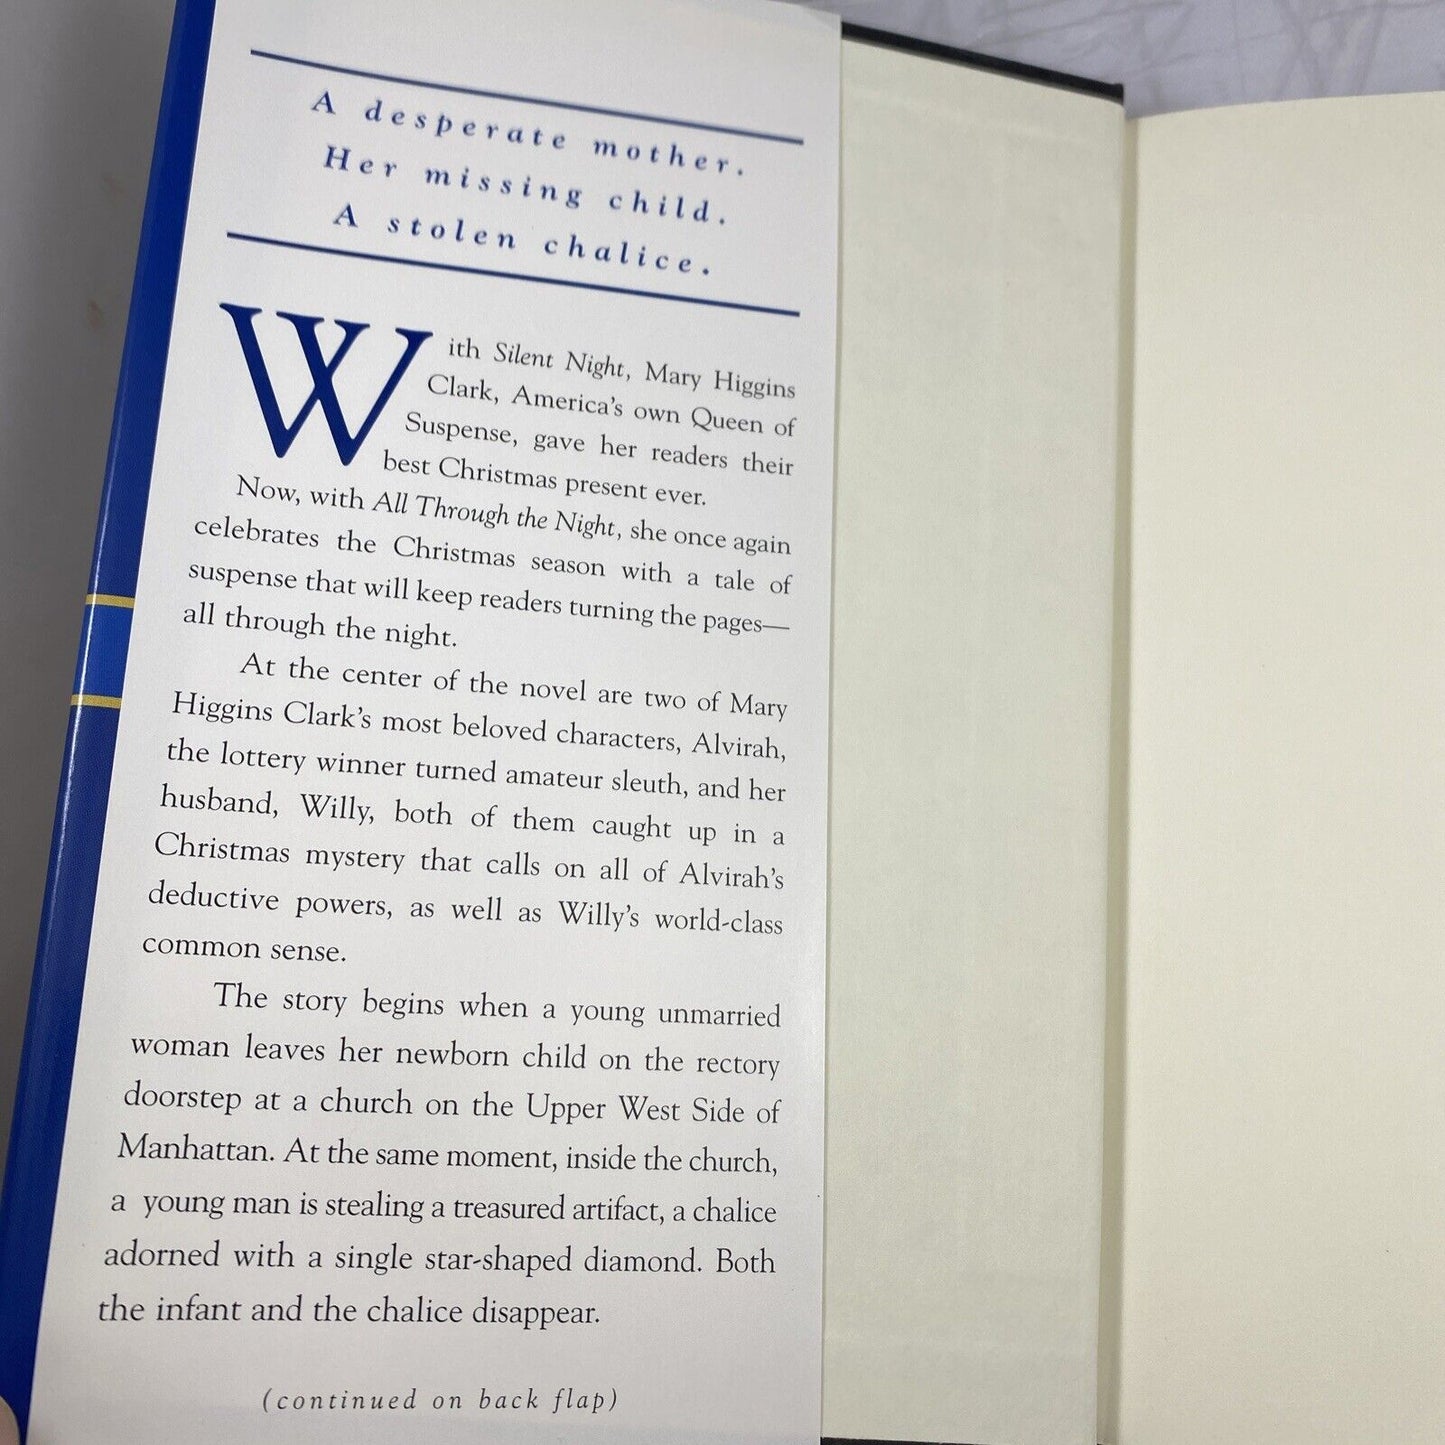 A desperate mother.
Her missing child.
A stolen chalice.
With Silent Night, Mary Higgins
Clark, America's own Queen of
Suspense, gave her readers their
best Christmas present ever.
Now, with All Through the Night, she once again
celebrates the Christmas season with a tale of
suspense that will keep readers turning the pages—
all through the night.
At the center of the novel are two of Mary
Higgins Clark's most beloved characters, Alvirah,
the lottery winner turned amateur sleuth, and her
husband, Willy, both of them caught up in a
Christmas mystery that calls on all of Alvirah's
deductive powers, as well as Willy's world-class
common sense.
The story begins when a young unmarried
woman leaves her newborn child on the rectory
doorstep at a church on the Upper West Side of
Manhattan. At the same moment, inside the church,
a young man is stealing a treasured artifact, a chalice
adorned with a single star-shaped diamond. Both
the infant and the chalice disappear.
(continued on back flap)